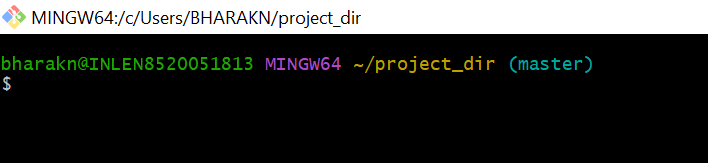 MINGW64:/c/Users/BHARAKN/project_dir
bharakn@INLEN8520051813 MINGW64 ~/project_dir (master)
$